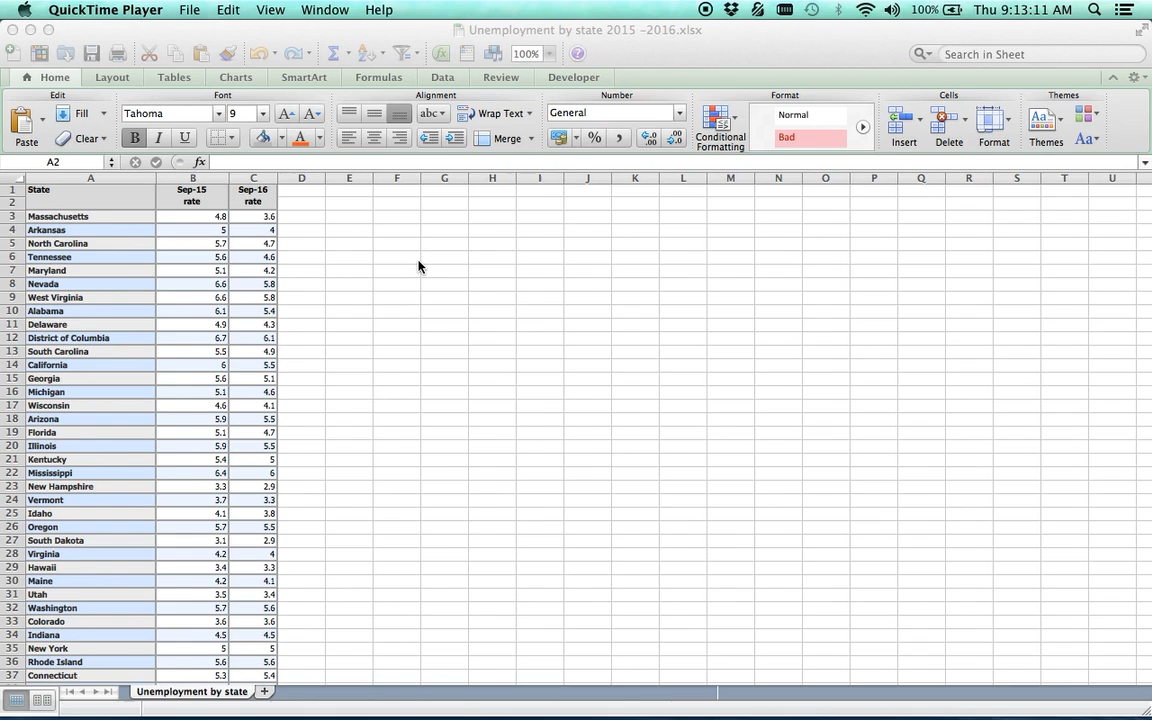 QuickTime Player File Edit View Window Help 100% Thu 9:13:11 AM
Unemployment by state 2015 -2016.xlsx
100% Search in Sheet
Home Layout Tables Charts SmartArt Formulas Data Review Developer
Edit Font Alignment Number Format Cells Themes
Fill Tahoma 9 A A abc Wrap Text General Normal
Paste Clear B I U A Merge % Conditional Formatting Bad Insert Delete Format Themes Aa
A2 fx
A B C D E F G H I J K L M N O P Q R S T U
1 State Sep-15 Sep-16
2 rate rate
3 Massachusetts 4.8 3.6
4 Arkansas 5 4
5 North Carolina 5.7 4.7
6 Tennessee 5.6 4.6
7 Maryland 5.1 4.2
8 Nevada 6.6 5.8
9 West Virginia 6.6 5.8
10 Alabama 6.1 5.4
11 Delaware 4.9 4.3
12 District of Columbia 6.7 6.1
13 South Carolina 5.5 4.9
14 California 6 5.5
15 Georgia 5.6 5.1
16 Michigan 5.1 4.6
17 Wisconsin 4.6 4.1
18 Arizona 5.9 5.5
19 Florida 5.1 4.7
20 Illinois 5.9 5.5
21 Kentucky 5.4 5
22 Mississippi 6.4 6
23 New Hampshire 3.3 2.9
24 Vermont 3.7 3.3
25 Idaho 4.1 3.8
26 Oregon 5.7 5.5
27 South Dakota 3.1 2.9
28 Virginia 4.2 4
29 Hawaii 3.4 3.3
30 Maine 4.2 4.1
31 Utah 3.5 3.4
32 Washington 5.7 5.6
33 Colorado 3.6 3.6
34 Indiana 4.5 4.5
35 New York 5 5
36 Rhode Island 5.6 5.6
37 Connecticut 5.3 5.4
Unemployment by state